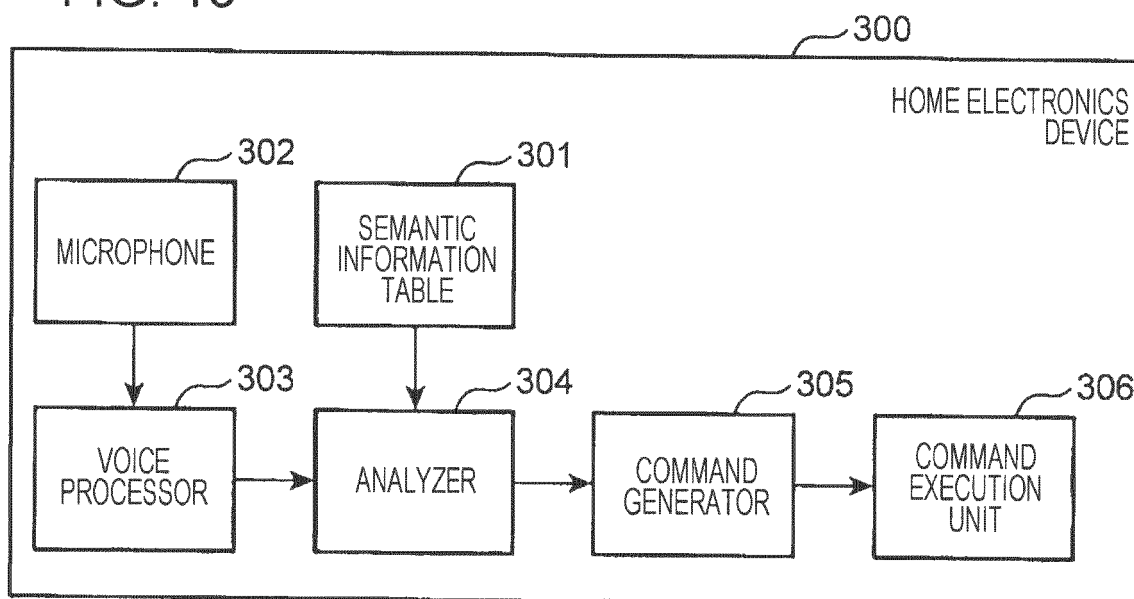 300
HOME ELECTRONICS
DEVICE
302
MICROPHONE
301
SEMANTIC
INFORMATION
TABLE
303
VOICE
PROCESSOR
304
ANALYZER
305
COMMAND
GENERATOR
306
COMMAND
EXECUTION
UNIT